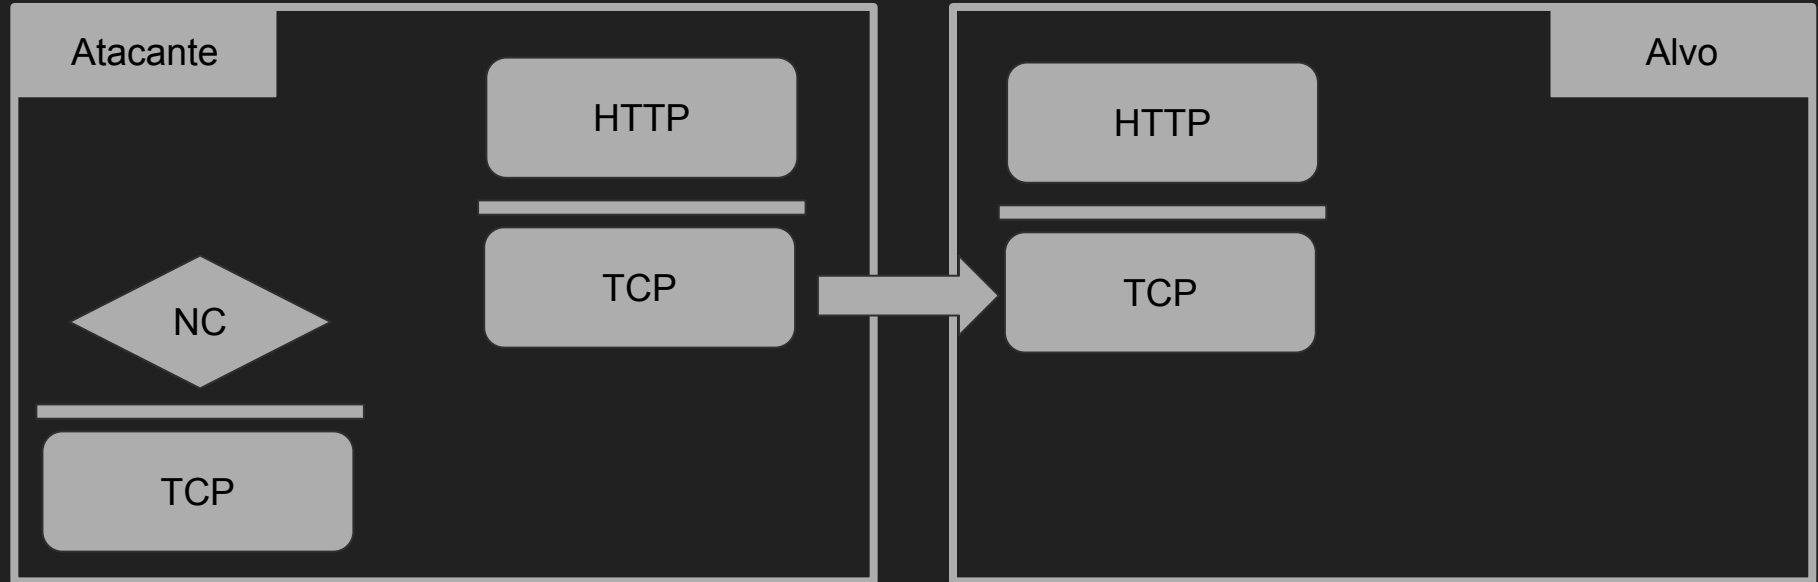 Atacante
HTTP
TCP
NC
TCP
HTTP
TCP
Alvo